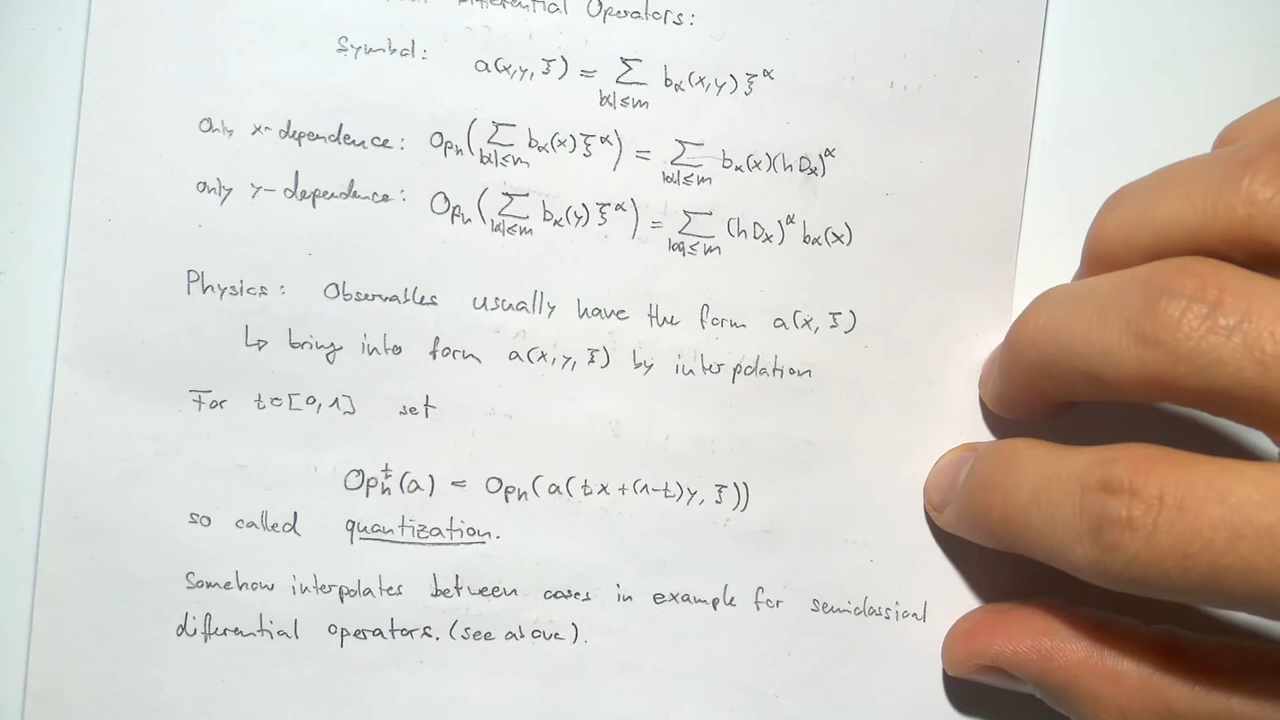 Differential Operators:
Symbol: a(x,y,ξ) = Σ_{|α|≤m} b_α(x,y) ξ^α
Only x-dependence: Op_h(Σ_{|α|≤m} b_α(x)ξ^α) = Σ_{|α|≤m} b_α(x)(hD_x)^α
only y-dependence: Op_h(Σ_{|α|≤m} b_α(y)ξ^α) = Σ_{|α|≤m} (hD_x)^α b_α(x)
Physics: Observables usually have the form a(x,ξ)
↳ bring into form a(x,y,ξ) by interpolation
For t∈[0,1] set
Op_h^t(a) = Op_h(a(tx+(1-t)y, ξ))
so called quantization.
Somehow interpolates between cases in example for semiclassical
differential operators. (see above).